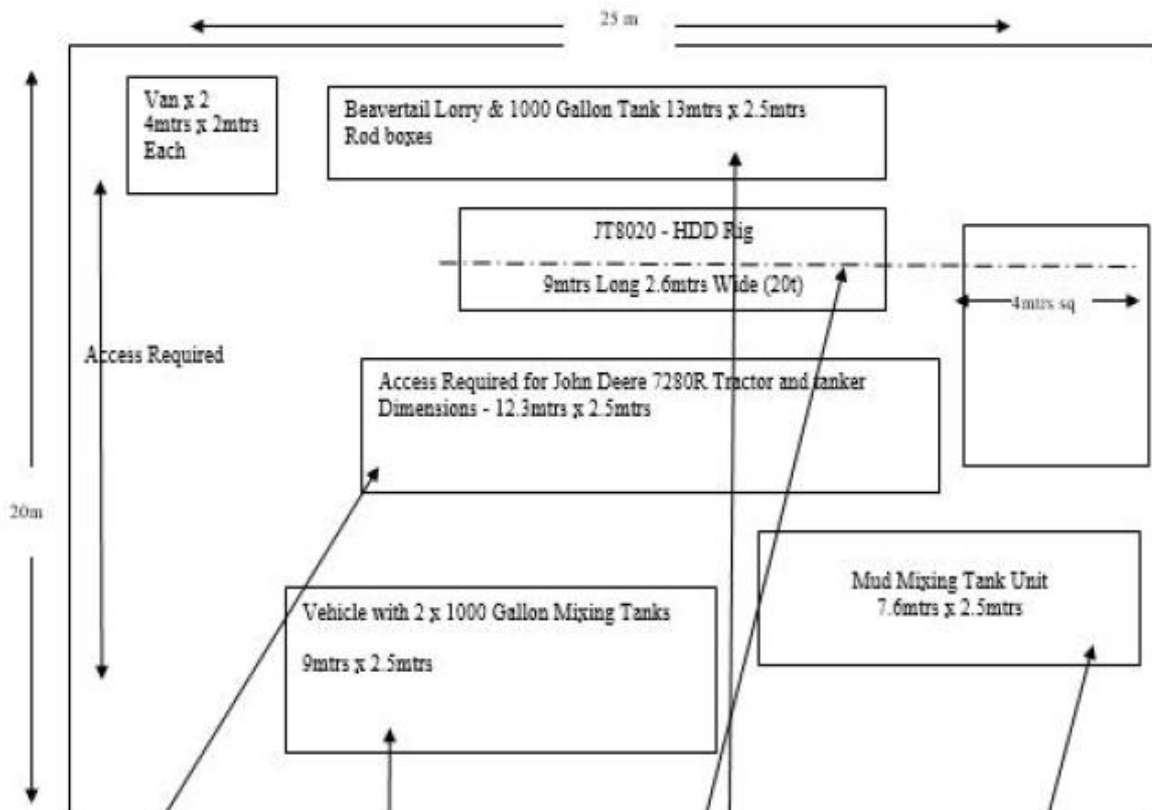 25 m
Van x 2
4mtrs x 2mtrs
Each
Beavertail Lorry & 1000 Gallon Tank 13mtrs x 2.5mtrs
Rod boxes
JT8020 - HDD Rig
9mtrs Long 2.6mtrs Wide (20t)
4mtrs sq
Access Required
Access Required for John Deere 7280R Tractor and tanker
Dimensions - 12.3mtrs x 2.5mtrs
20m
Mud Mixing Tank Unit
7.6mtrs x 2.5mtrs
Vehicle with 2 x 1000 Gallon Mixing Tanks
9mtrs x 2.5mtrs